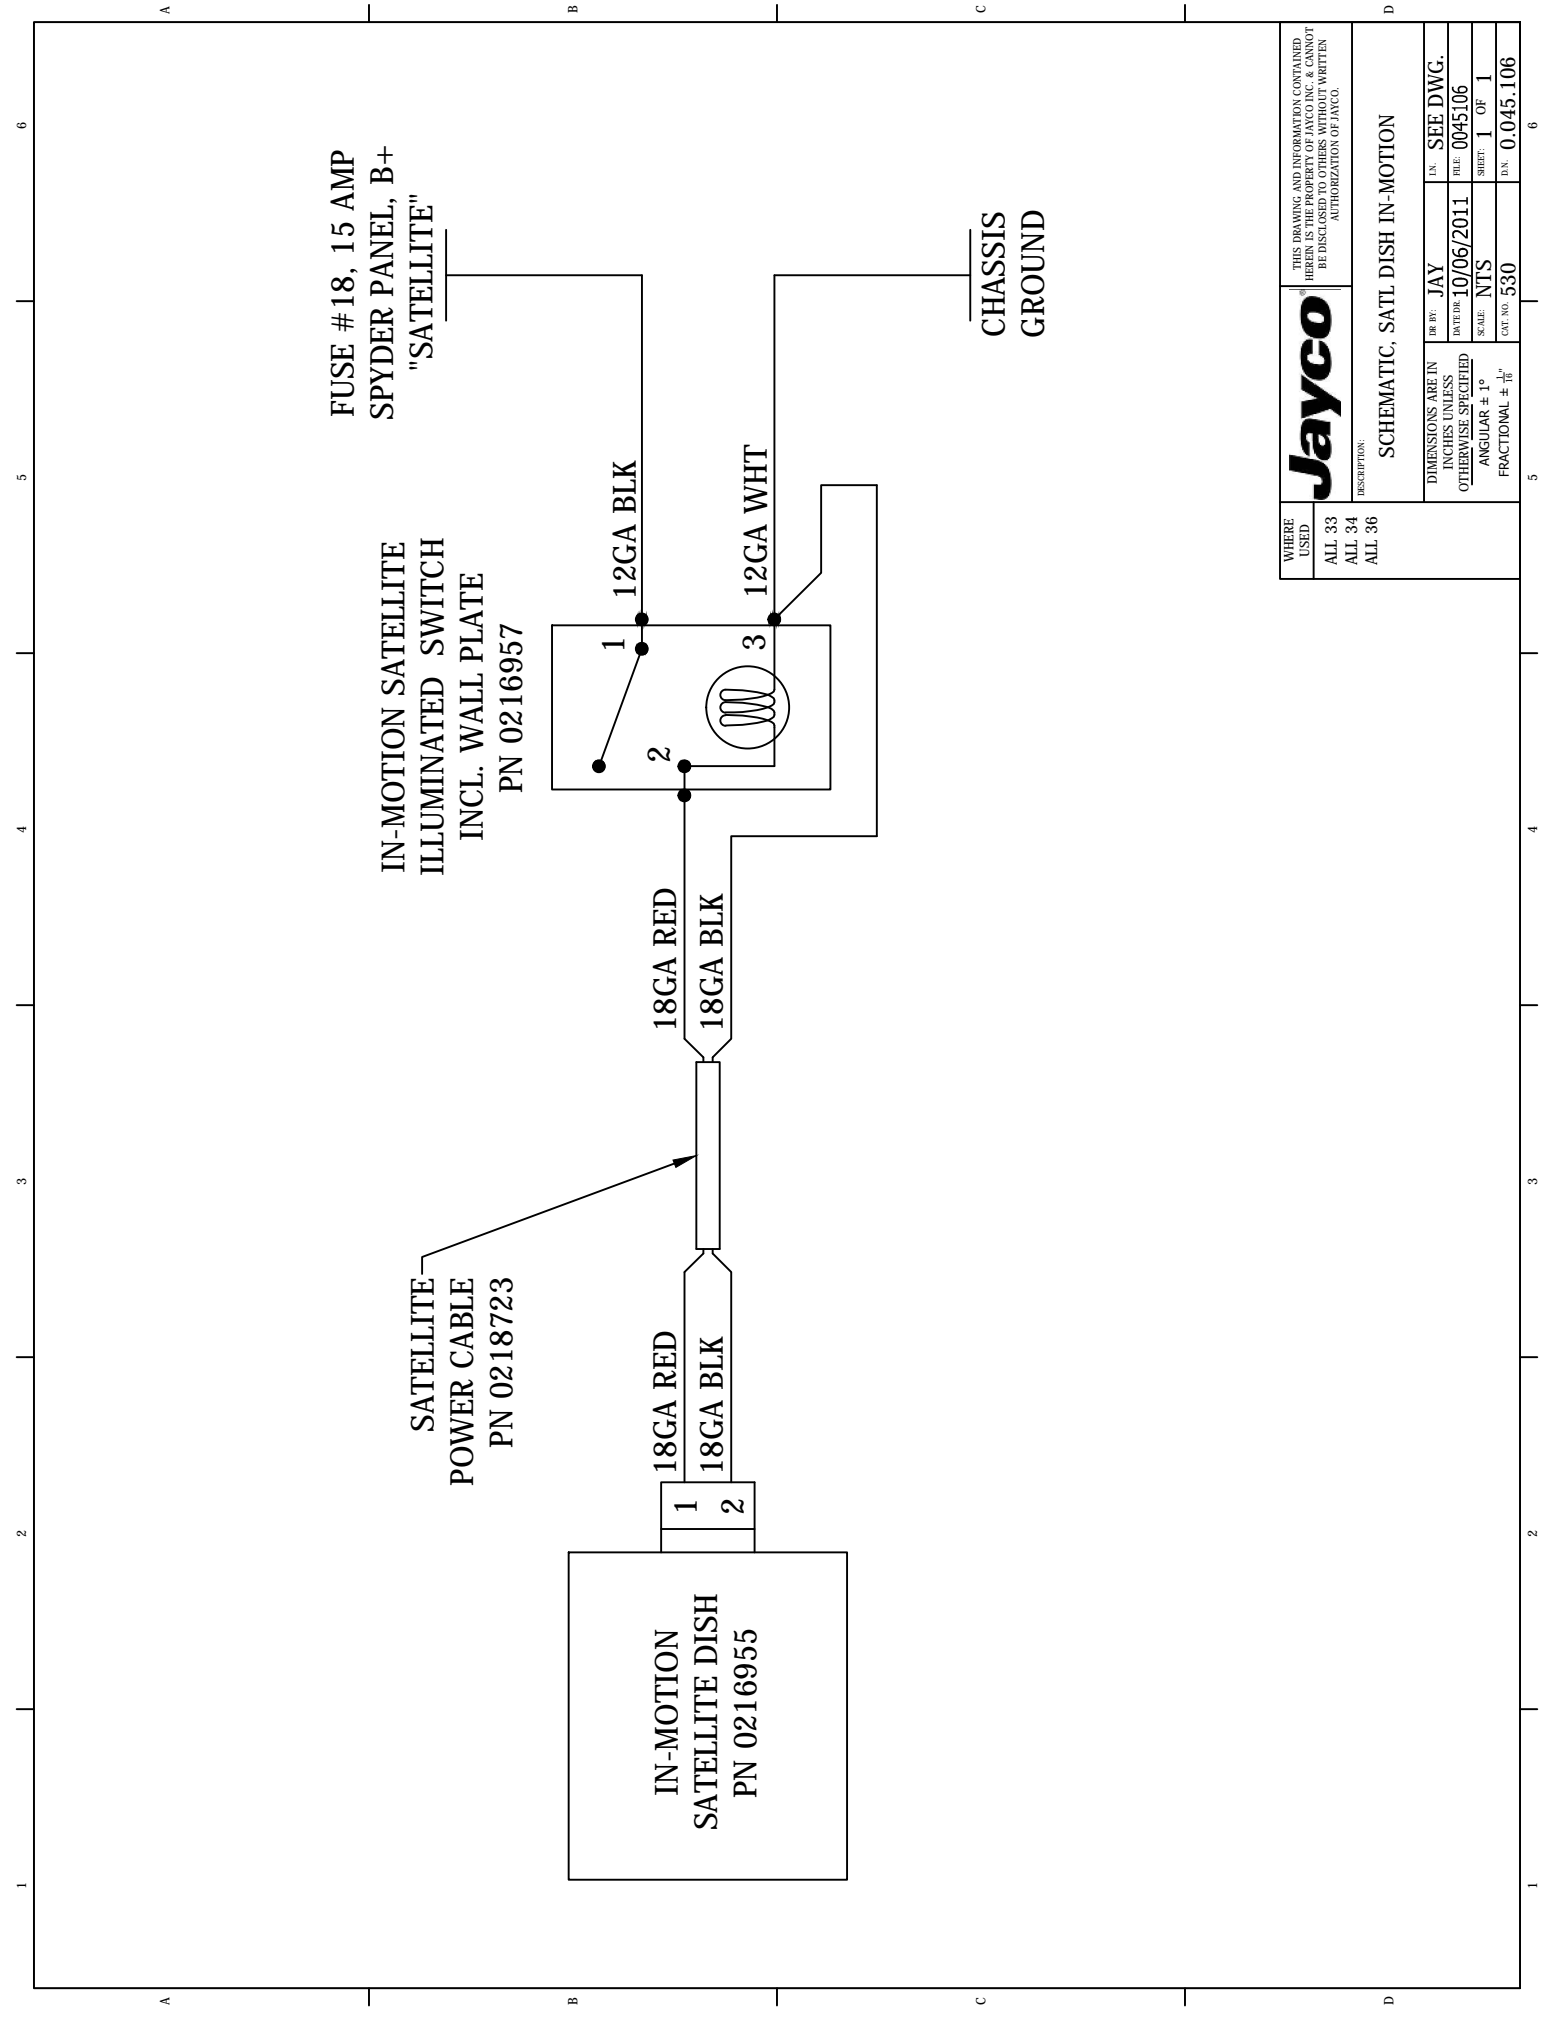 1
2
3
4
5
6
A
B
C
D
A
B
C
D
1
2
3
4
5
6
FUSE #18, 15 AMP
SPYDER PANEL, B+
"SATELLITE"
IN-MOTION SATELLITE
ILLUMINATED SWITCH
INCL. WALL PLATE
PN 0216957
SATELLITE
POWER CABLE
PN 0218723
IN-MOTION
SATELLITE DISH
PN 0216955
1
2
18GA RED
18GA BLK
18GA RED
18GA BLK
2
1
3
12GA BLK
12GA WHT
CHASSIS
GROUND
WHERE
USED
ALL 33
ALL 34
ALL 36
Jayco®
THIS DRAWING AND INFORMATION CONTAINED
HEREIN IS THE PROPERTY OF JAYCO INC. & CANNOT
BE DISCLOSED TO OTHERS WITHOUT WRITTEN
AUTHORIZATION OF JAYCO.
DESCRIPTION:
SCHEMATIC, SATL DISH IN-MOTION
DIMENSIONS ARE IN
INCHES UNLESS
OTHERWISE SPECIFIED
ANGULAR ± 1°
FRACTIONAL ± 1/16"
DR BY: JAY
I.N. SEE DWG.
DATE DR. 10/06/2011
FILE: 0045106
SCALE: NTS
SHEET: 1 OF 1
CAT. NO. 530
D.N. 0.045.106